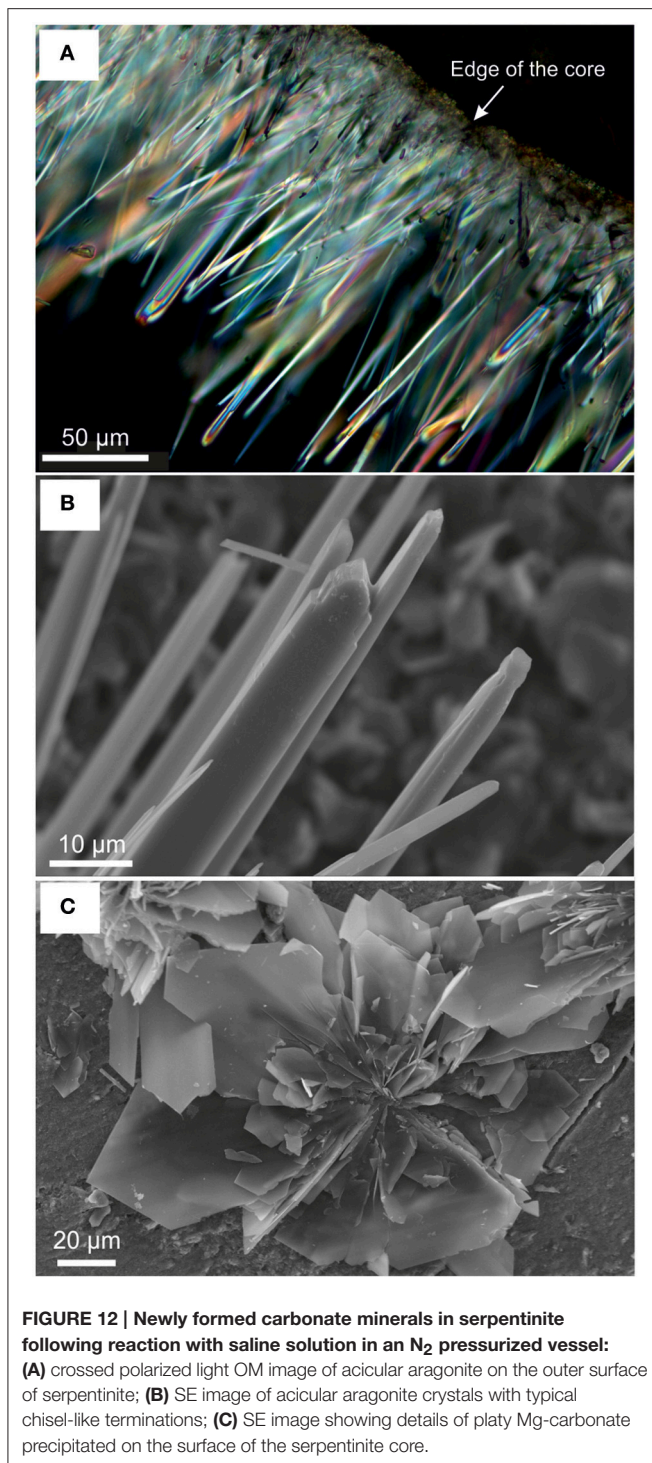 A
Edge of the core
50 µm
B
10 µm
C
20 µm
FIGURE 12 | Newly formed carbonate minerals in serpentinite
following reaction with saline solution in an N2 pressurized vessel:
(A) crossed polarized light OM image of acicular aragonite on the outer surface
of serpentinite; (B) SE image of acicular aragonite crystals with typical
chisel-like terminations; (C) SE image showing details of platy Mg-carbonate
precipitated on the surface of the serpentinite core.